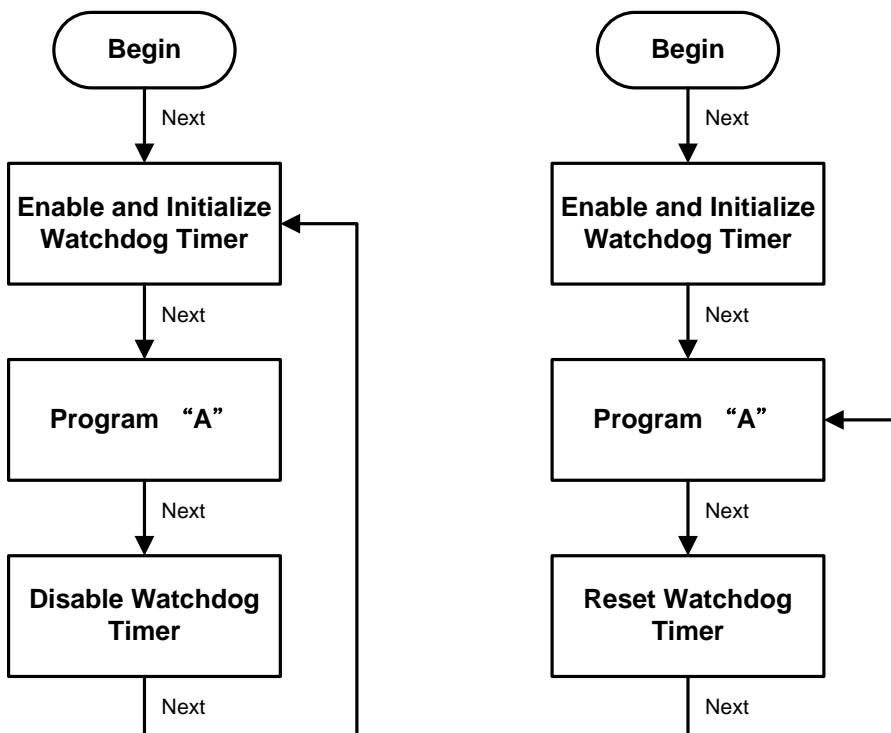 Begin
Next
Enable and Initialize
Watchdog Timer
Next
Program “A”
Next
Disable Watchdog
Timer
Next
Begin
Next
Enable and Initialize
Watchdog Timer
Next
Program “A”
Next
Reset Watchdog
Timer
Next